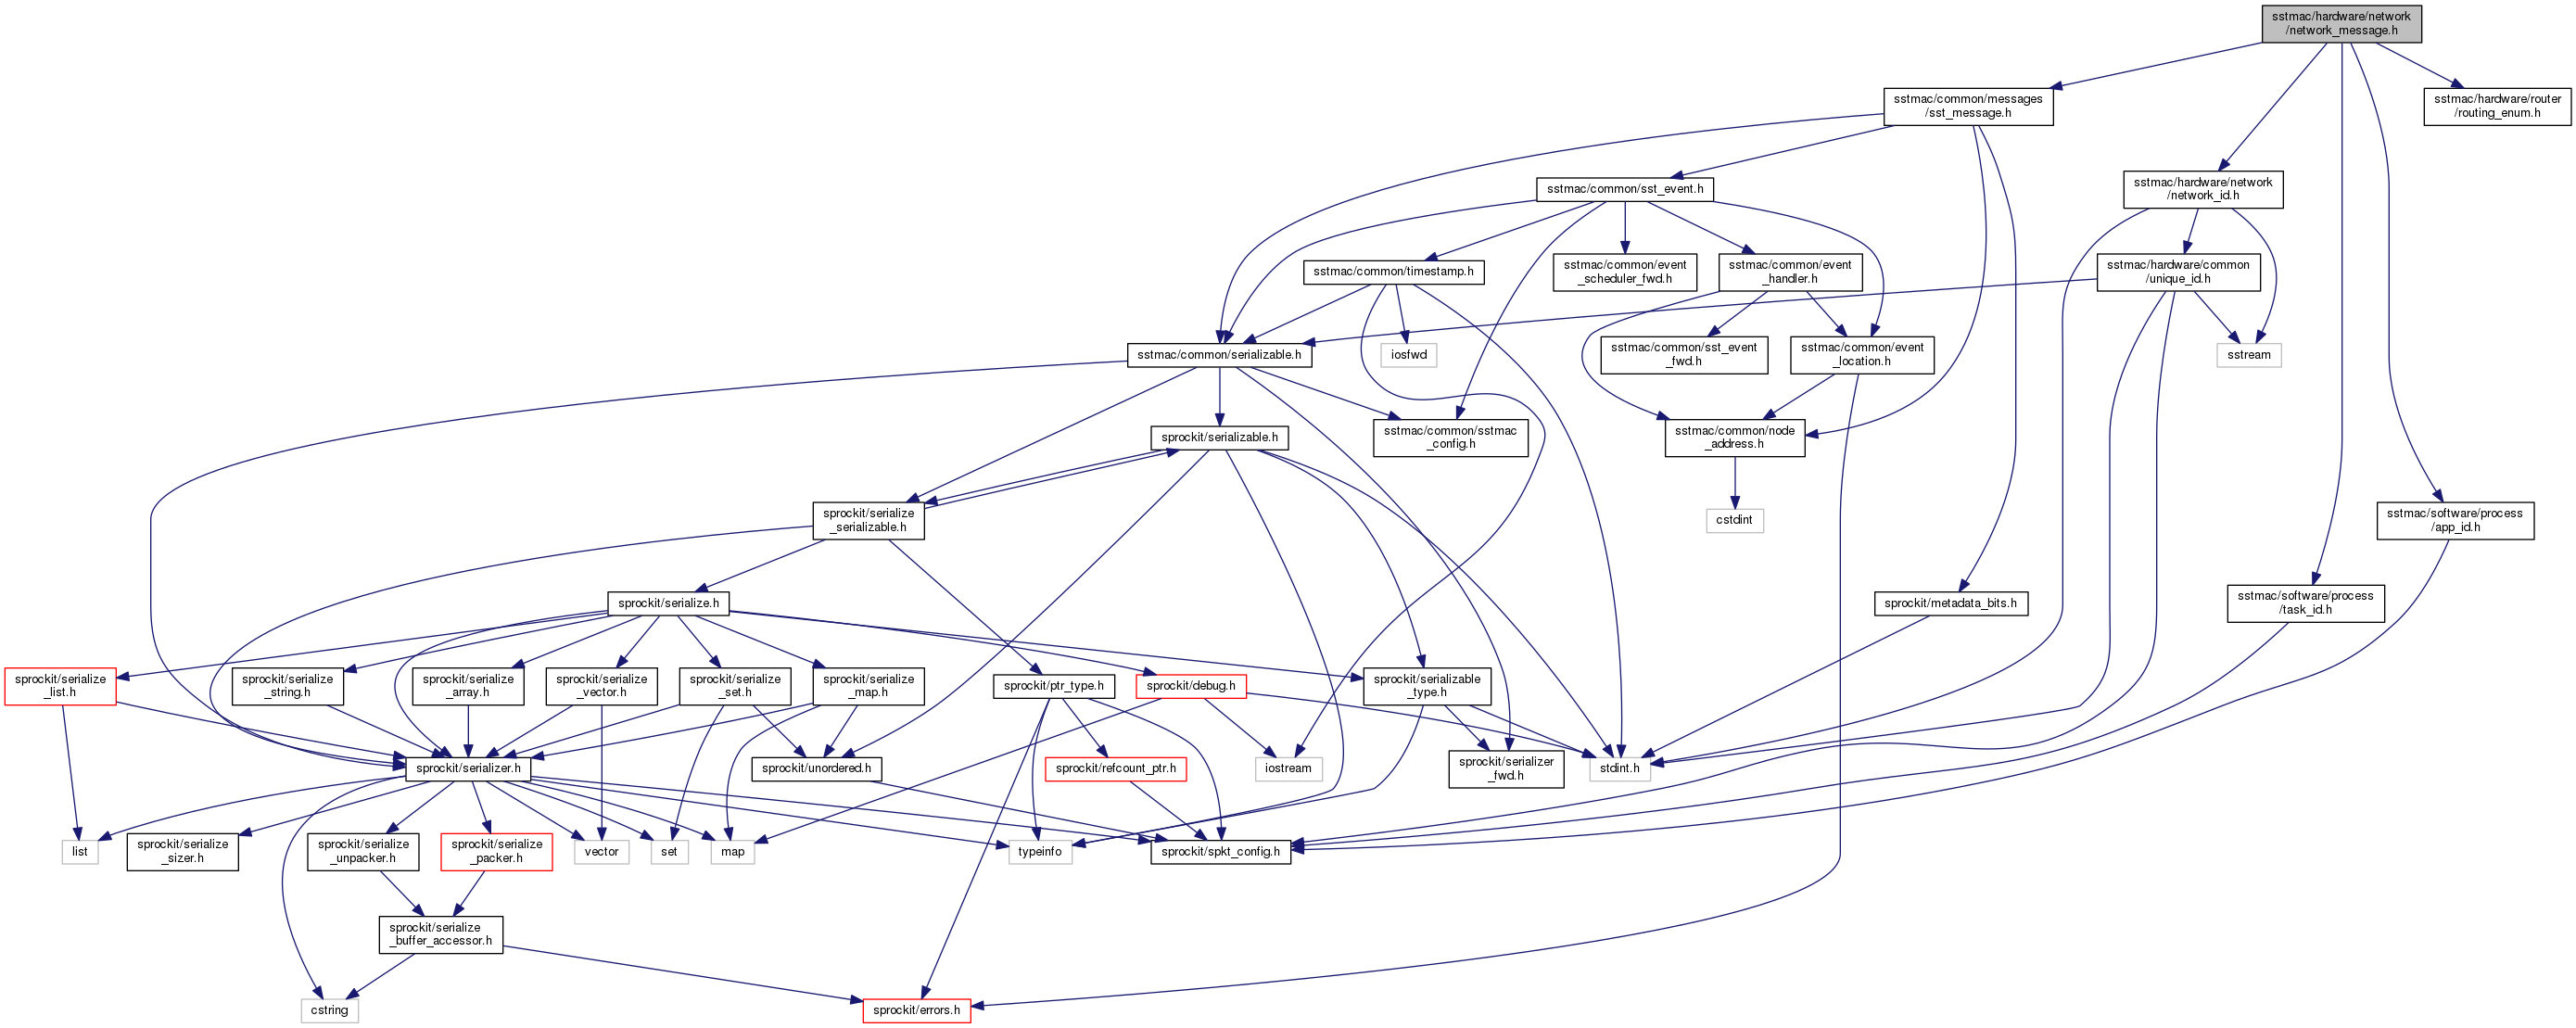 sstmac/hardware/network
/network_message.h
sstmac/common/messages
/sst_message.h
sstmac/hardware/router
/routing_enum.h
sstmac/common/sst_event.h
sstmac/hardware/network
/network_id.h
sstmac/common/timestamp.h
sstmac/common/event
_scheduler_fwd.h
sstmac/common/event
_handler.h
sstmac/hardware/common
/unique_id.h
sstmac/common/serializable.h
iosfwd
sstmac/common/sst_event
_fwd.h
sstmac/common/event
_location.h
sstream
sprockit/serializable.h
sstmac/common/sstmac
_config.h
sstmac/common/node
_address.h
sprockit/serialize
_serializable.h
cstdint
sstmac/software/process
/app_id.h
sprockit/serialize.h
sprockit/metadata_bits.h
sstmac/software/process
/task_id.h
sprockit/serialize
_list.h
sprockit/serialize
_string.h
sprockit/serialize
_array.h
sprockit/serialize
_vector.h
sprockit/serialize
_set.h
sprockit/serialize
_map.h
sprockit/ptr_type.h
sprockit/debug.h
sprockit/serializable
_type.h
sprockit/serializer.h
sprockit/unordered.h
sprockit/refcount_ptr.h
iostream
sprockit/serializer
_fwd.h
stdint.h
list
sprockit/serialize
_sizer.h
sprockit/serialize
_unpacker.h
sprockit/serialize
_packer.h
vector
set
map
typeinfo
sprockit/spkt_config.h
sprockit/serialize
_buffer_accessor.h
cstring
sprockit/errors.h